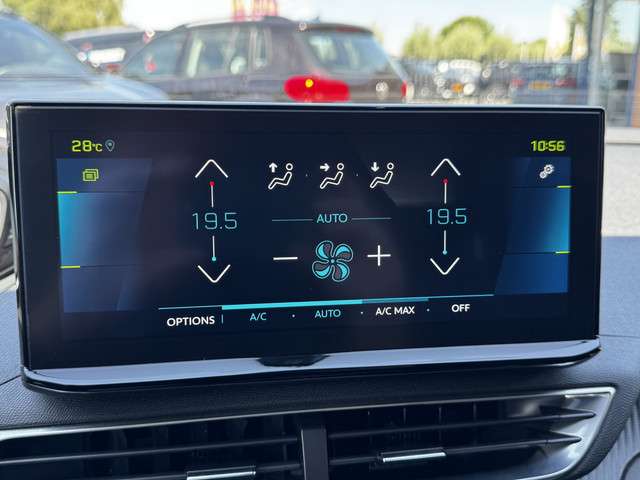 28°C 10:56
19.5 AUTO 19.5
OPTIONS A/C AUTO A/C MAX OFF